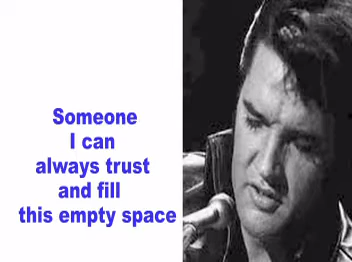 Someone
I can
always trust
and fill
this empty space